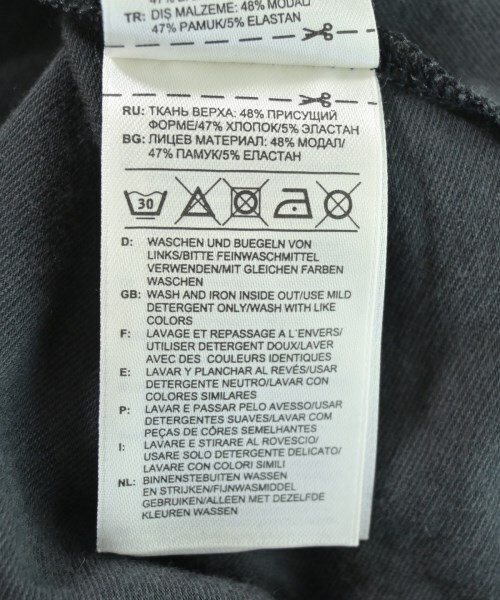 TR: DIŞ MALZEME: 48% MODAL/
47% PAMUK/5% ELASTAN
RU: ТКАНЬ ВЕРХА: 48% ПРИСУЩИЙ
ФОРМЕ/47% ХЛОПОК/5% ЭЛАСТАН
BG: ЛИЦЕВ МАТЕРИАЛ: 48% МОДАЛ/
47% ПАМУК/5% ЕЛАСТАН
30
D: WASCHEN UND BUEGELN VON
LINKS/BITTE FEINWASCHMITTEL
VERWENDEN/MIT GLEICHEN FARBEN
WASCHEN
GB: WASH AND IRON INSIDE OUT/USE MILD
DETERGENT ONLY/WASH WITH LIKE
COLORS
F: LAVAGE ET REPASSAGE A L'ENVERS/
UTILISER DETERGENT DOUX/LAVER
AVEC DES COULEURS IDENTIQUES
E: LAVAR Y PLANCHAR AL REVÉS/USAR
DETERGENTE NEUTRO/LAVAR CON
COLORES SIMILARES
P: LAVAR E PASSAR PELO AVESSO/USAR
DETERGENTES SUAVES/LAVAR COM
PEÇAS DE CÔRES SEMELHANTES
I: LAVARE E STIRARE AL ROVESCIO/
USARE SOLO DETERGENTE DELICATO/
LAVARE CON COLORI SIMILI
NL: BINNENSTEBUITEN WASSEN
EN STRIJKEN/FIJNWASMIDDEL
GEBRUIKEN/ALLEEN MET DEZELFDE
KLEUREN WASSEN